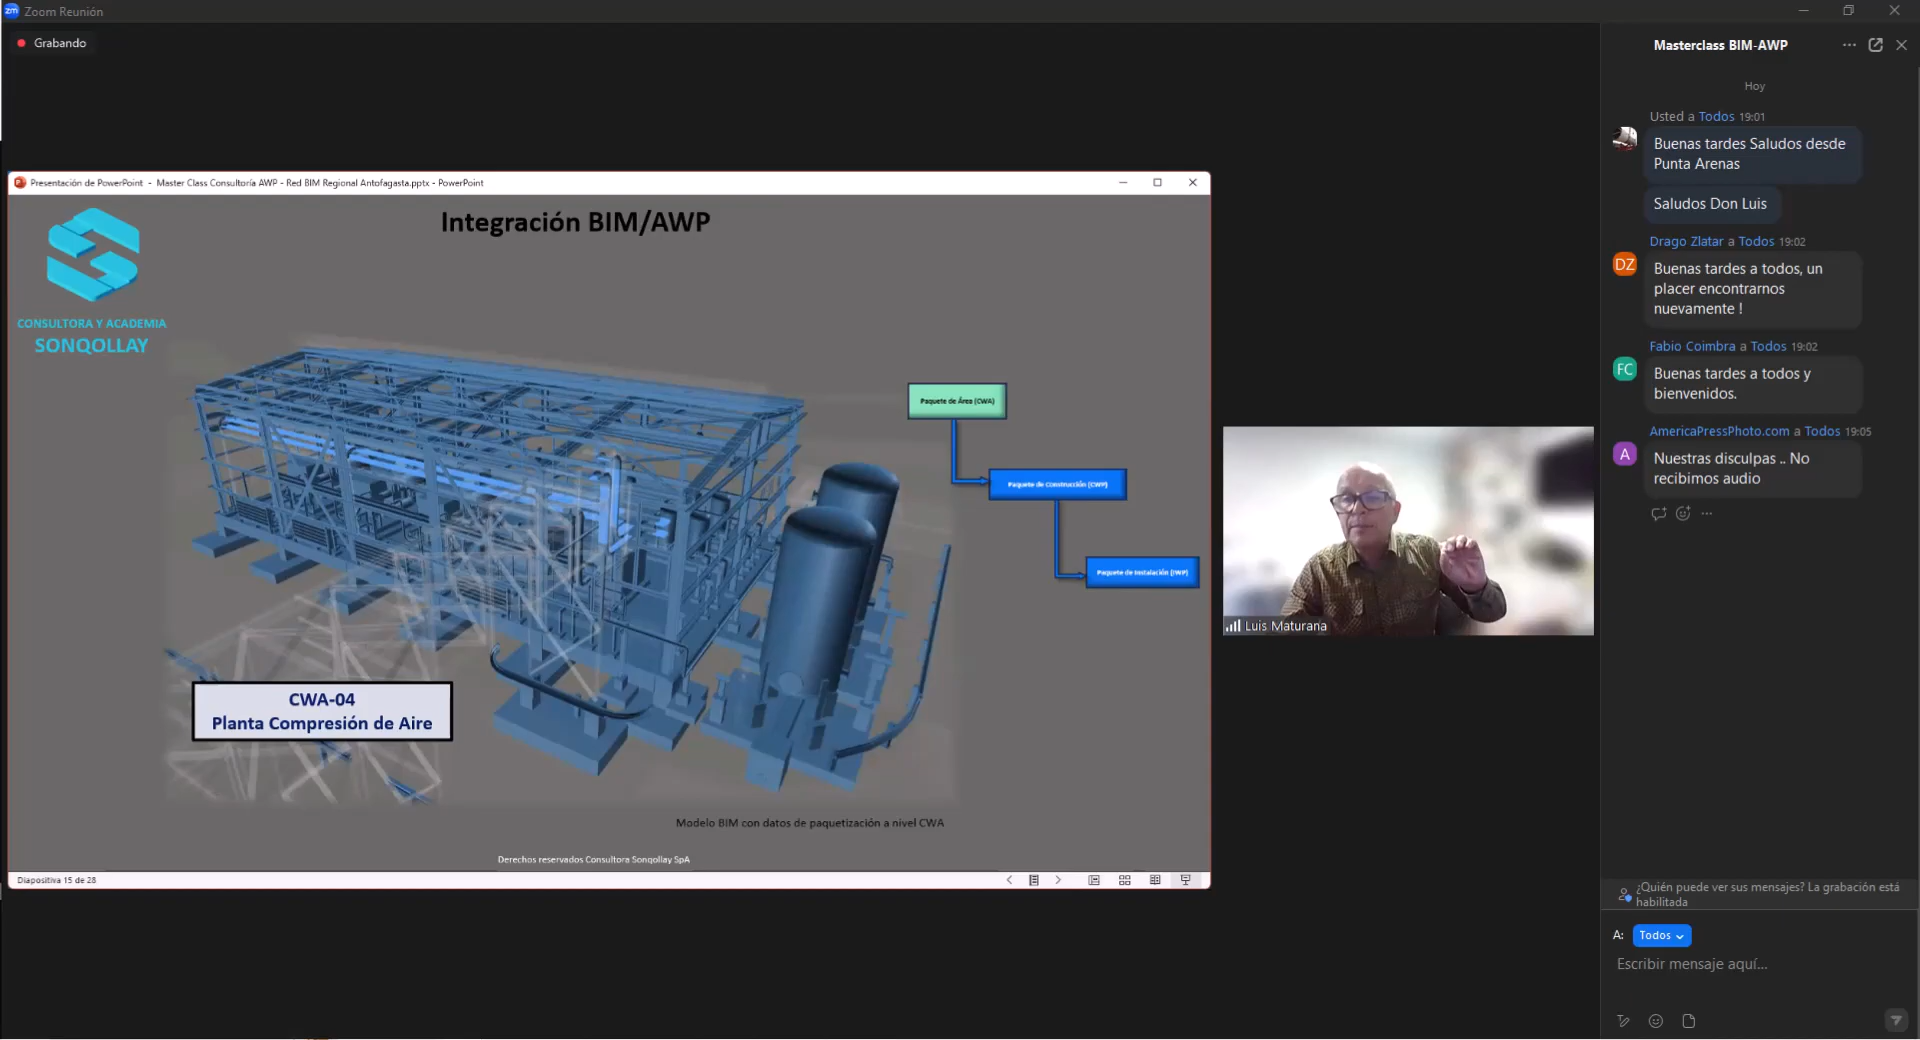 zm Zoom Reunión
Grabando
Presentación de PowerPoint - Master Class Consultoría AWP - Red BIM Regional Antofagasta.pptx - PowerPoint
Integración BIM/AWP
CONSULTORA Y ACADEMIA
SONQOLLAY
Paquete de Área (CWA)
Paquete de Construcción (CWP)
Paquete de Instalación (IWP)
CWA-04
Planta Compresión de Aire
Modelo BIM con datos de paquetización a nivel CWA
Derechos reservados Consultora Sonqollay SpA
Diapositiva 15 de 28
Luis Maturana
Masterclass BIM-AWP
Hoy
Usted a Todos 19:01
Buenas tardes Saludos desde
Punta Arenas
Saludos Don Luis
Drago Zlatar a Todos 19:02
DZ
Buenas tardes a todos, un
placer encontrarnos
nuevamente !
Fabio Coimbra a Todos 19:02
FC
Buenas tardes a todos y
bienvenidos.
AmericaPressPhoto.com a Todos 19:05
A
Nuestras disculpas .. No
recibimos audio
¿Quién puede ver sus mensajes? La grabación está
habilitada
A: Todos
Escribir mensaje aquí...